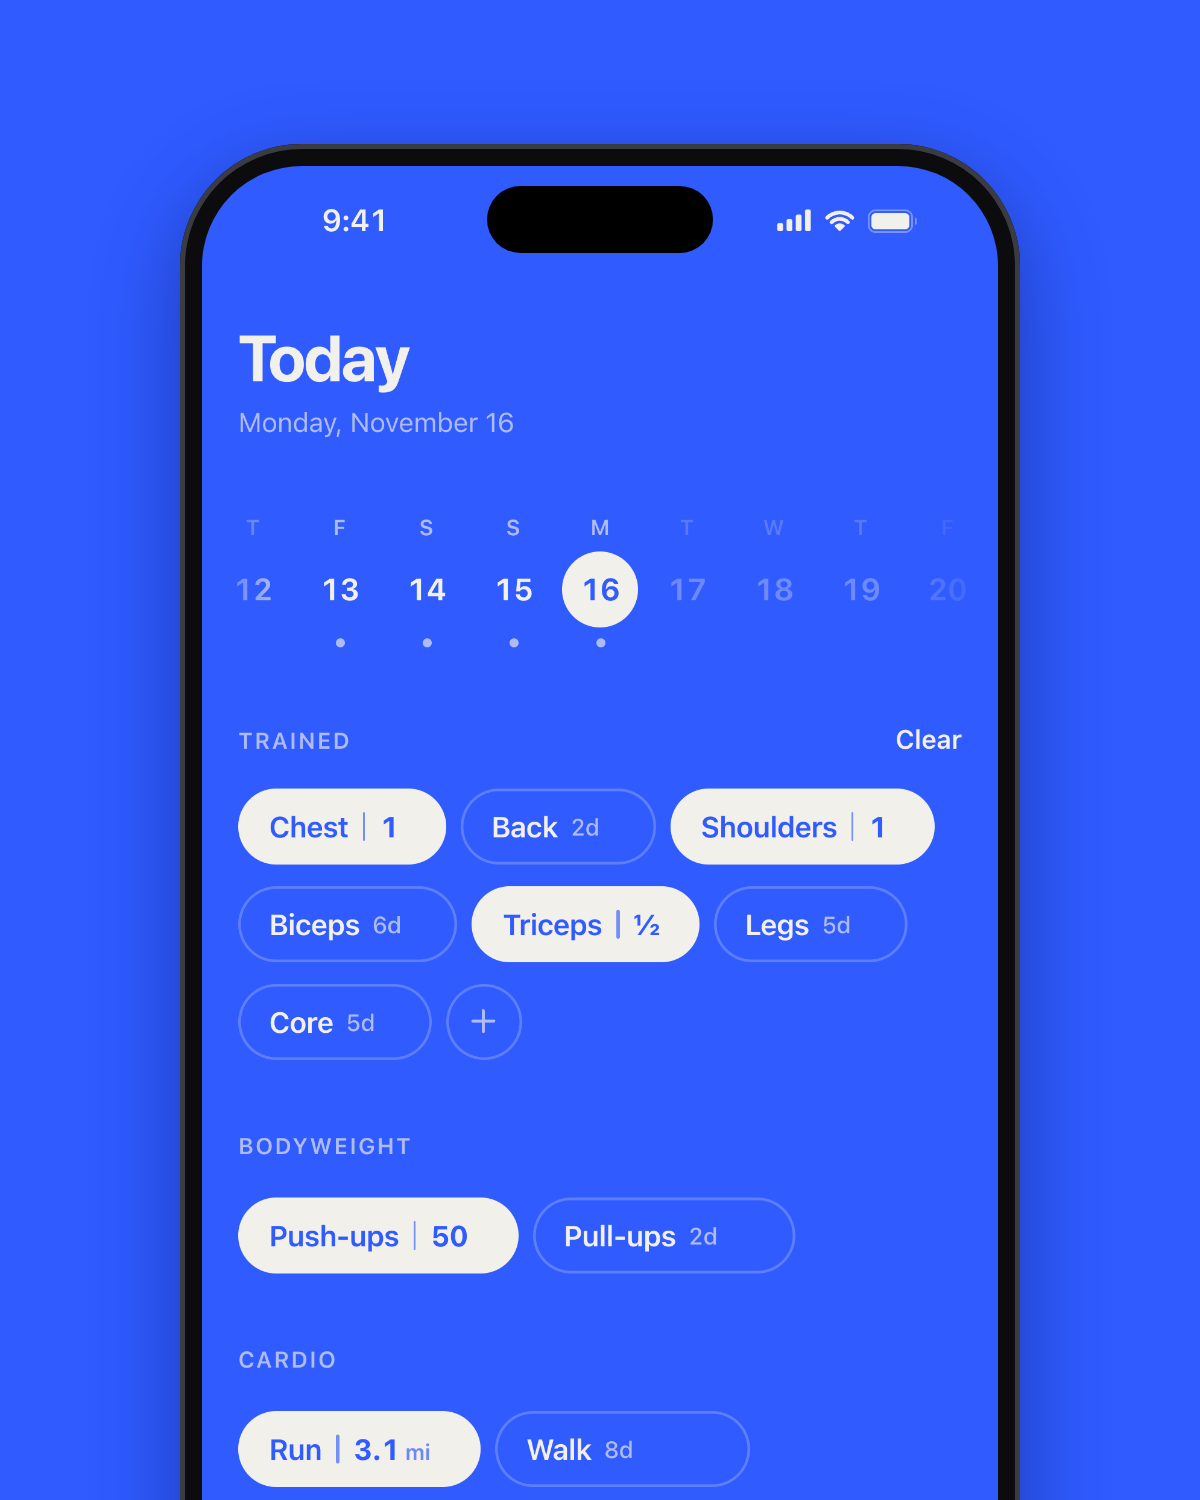 9:41
Today
Monday, November 16
T F S S M T W T F
12 13 14 15 16 17 18 19 20
TRAINED Clear
Chest | 1 Back 2d Shoulders | 1
Biceps 6d Triceps | ½ Legs 5d
Core 5d +
BODYWEIGHT
Push-ups | 50 Pull-ups 2d
CARDIO
Run | 3.1 mi Walk 8d